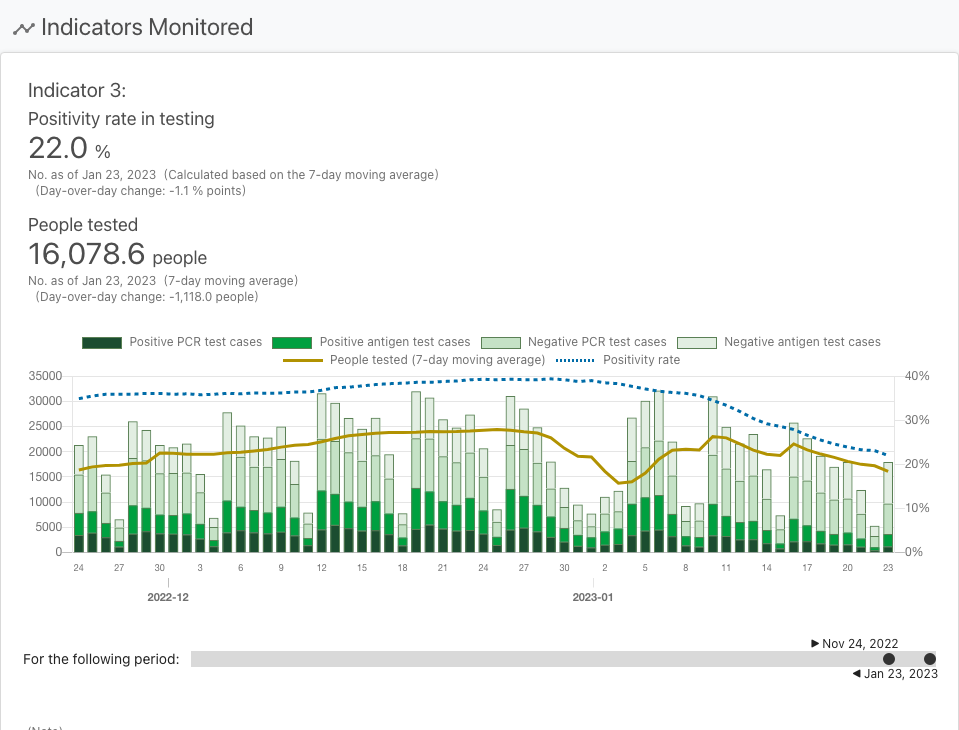 Indicators Monitored
Indicator 3:
Positivity rate in testing
22.0 %
No. as of Jan 23, 2023 (Calculated based on the 7-day moving average)
(Day-over-day change: -1.1 % points)
People tested
16,078.6 people
No. as of Jan 23, 2023 (7-day moving average)
(Day-over-day change: -1,118.0 people)
Positive PCR test cases Positive antigen test cases Negative PCR test cases Negative antigen test cases
People tested (7-day moving average) Positivity rate
35000 40%
30000
25000 30%
20000 20%
15000
10000 10%
5000
0 0%
24 27 30 3 6 9 12 15 18 21 24 27 30 2 5 8 11 14 17 20 23
2022-12 2023-01
▶ Nov 24, 2022
For the following period:
◀ Jan 23, 2023
(Note)